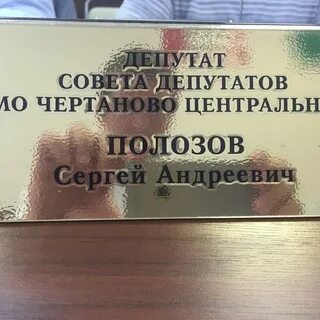 ДЕПУТАТ
СОВЕТА ДЕПУТАТОВ
МО ЧЕРТАНОВО ЦЕНТРАЛЬН
ПОЛОЗОВ
Сергей Андреевич